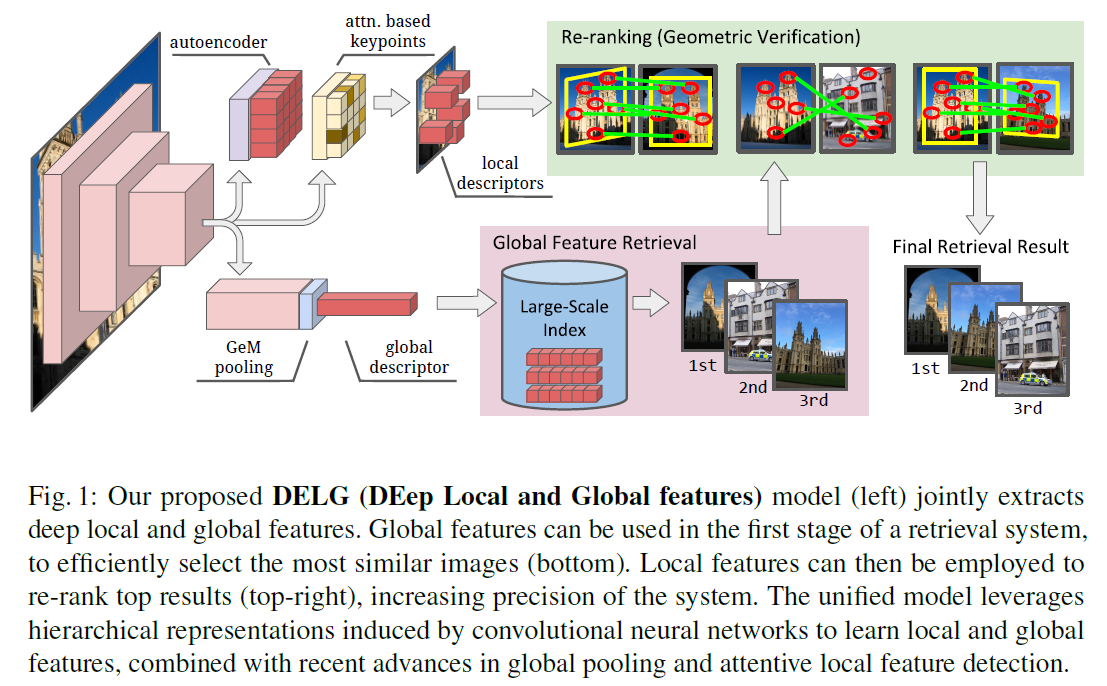 autoencoder
attn. based
keypoints
local
descriptors
Re-ranking (Geometric Verification)
GeM
pooling
global
descriptor
Global Feature Retrieval
Large-Scale
Index
1st
2nd
3rd
Final Retrieval Result
1st
2nd
3rd
Fig. 1: Our proposed DELG (DEep Local and Global features) model (left) jointly extracts
deep local and global features. Global features can be used in the first stage of a retrieval system,
to efficiently select the most similar images (bottom). Local features can then be employed to
re-rank top results (top-right), increasing precision of the system. The unified model leverages
hierarchical representations induced by convolutional neural networks to learn local and global
features, combined with recent advances in global pooling and attentive local feature detection.